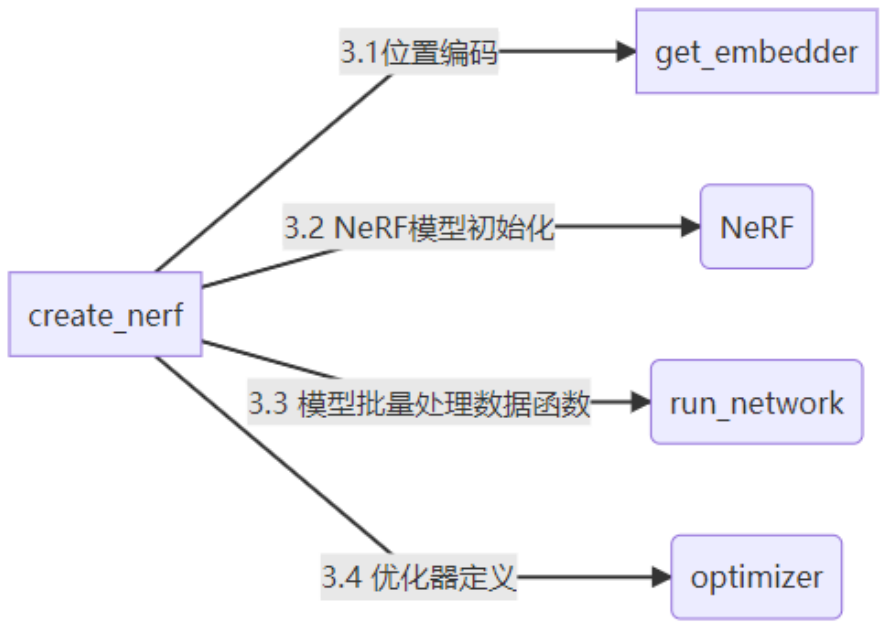 3.1位置编码
get_embedder
3.2 NeRF模型初始化
NeRF
create_nerf
3.3 模型批量处理数据函数
run_network
3.4 优化器定义
optimizer